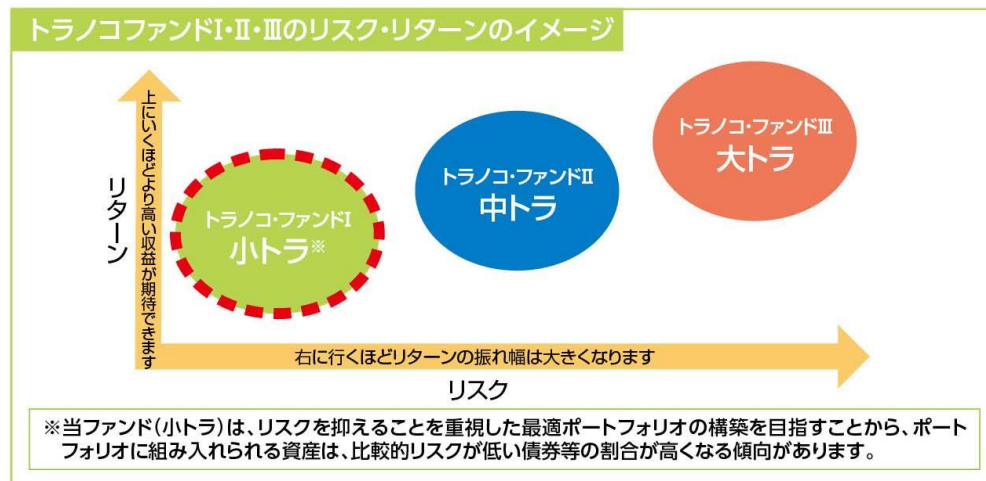 トラノコファンドⅠ・Ⅱ・Ⅲのリスク・リターンのイメージ
リターン
上にいくほどより高い収益が期待できます
トラノコ・ファンドⅠ
小トラ※
トラノコ・ファンドⅡ
中トラ
トラノコ・ファンドⅢ
大トラ
右に行くほどリターンの振れ幅は大きくなります
リスク
※当ファンド(小トラ)は、リスクを抑えることを重視した最適ポートフォリオの構築を目指すことから、ポート
フォリオに組み入れられる資産は、比較的リスクが低い債券等の割合が高くなる傾向があります。